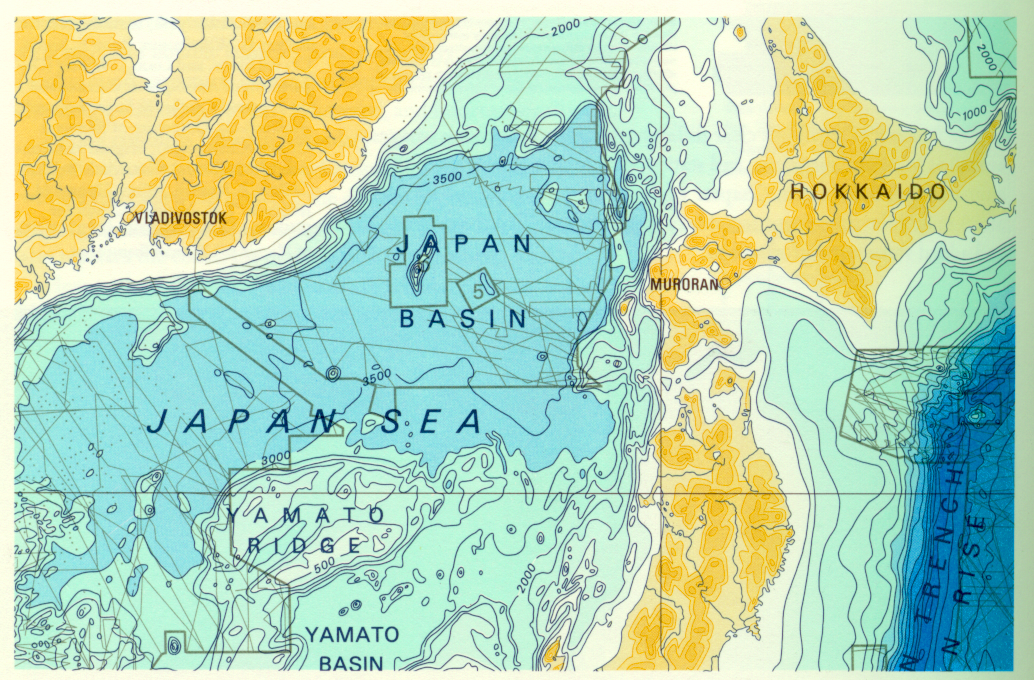 2000
2000
1000
3500
HOKKAIDO
VLADIVOSTOK
JAPAN
MURORAN
5
BASIN
3500
JAPAN SEA
3000
YAMATO
RIDGE
500
2000
TRENCH
RISE
YAMATO
BASIN
N
N